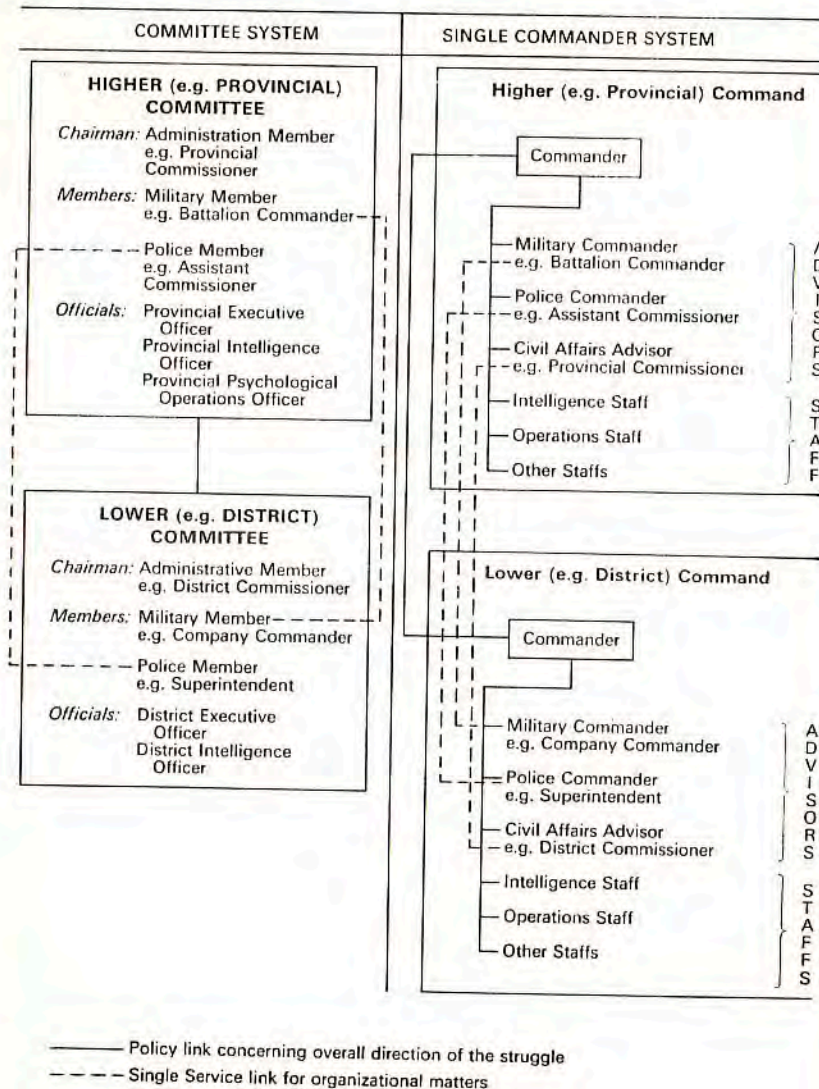 COMMITTEE SYSTEM
SINGLE COMMANDER SYSTEM
HIGHER (e.g. PROVINCIAL)
COMMITTEE
Chairman: Administration Member
e.g. Provincial
Commissioner
Members: Military Member
e.g. Battalion Commander
Police Member
e.g. Assistant
Commissioner
Officials: Provincial Executive
Officer
Provincial Intelligence
Officer
Provincial Psychological
Operations Officer
LOWER (e.g. DISTRICT)
COMMITTEE
Chairman: Administrative Member
e.g. District Commissioner
Members: Military Member
e.g. Company Commander
Police Member
e.g. Superintendent
Officials: District Executive
Officer
District Intelligence
Officer
Higher (e.g. Provincial) Command
Commander
Military Commander
e.g. Battalion Commander
Police Commander
e.g. Assistant Commissioner
Civil Affairs Advisor
e.g. Provincial Commissioner
Intelligence Staff
Operations Staff
Other Staffs
ADVISORS
STAFF
Lower (e.g. District) Command
Commander
Military Commander
e.g. Company Commander
Police Commander
e.g. Superintendent
Civil Affairs Advisor
e.g. District Commissioner
Intelligence Staff
Operations Staff
Other Staffs
ADVISORS
STAFFS
Policy link concerning overall direction of the struggle
Single Service link for organizational matters